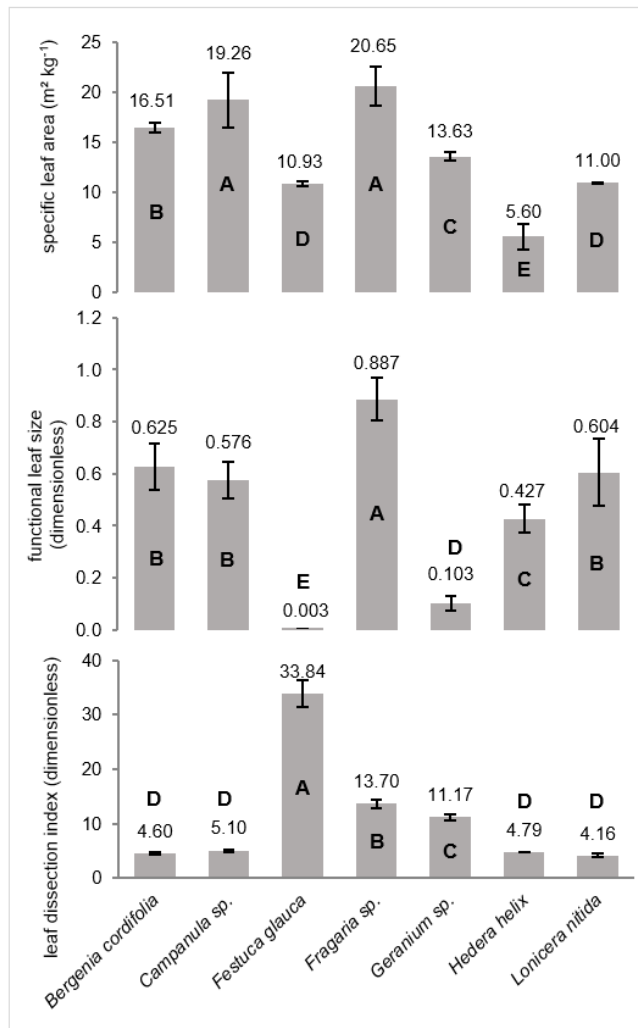 specific leaf area (m² kg⁻¹)
25
20
15
10
5
0
16.51
19.26
10.93
20.65
13.63
5.60
11.00
B
A
D
A
C
E
D
functional leaf size
(dimensionless)
1.2
1.0
0.8
0.6
0.4
0.2
0.0
0.625
0.576
0.003
0.887
0.103
0.427
0.604
B
B
E
A
D
C
B
leaf dissection index (dimensionless)
40
30
20
10
0
4.60
5.10
33.84
13.70
11.17
4.79
4.16
D
D
A
B
C
D
D
Bergenia cordifolia
Campanula sp.
Festuca glauca
Fragaria sp.
Geranium sp.
Hedera helix
Lonicera nitida